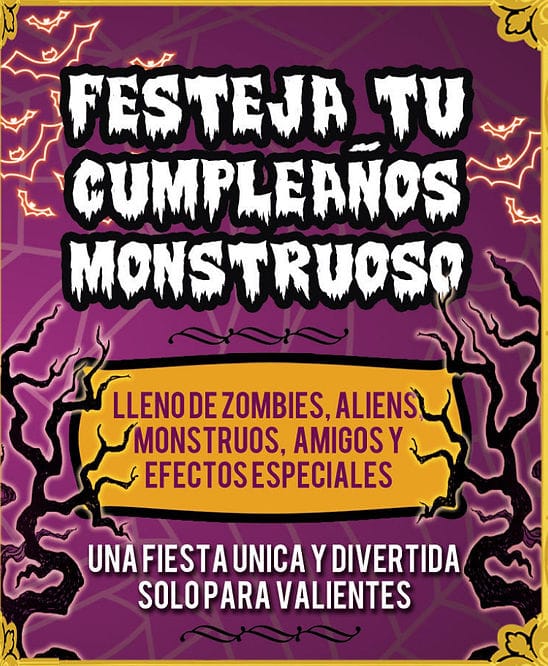 FESTEJA TU
CUMPLEAÑOS
MONSTRUOSO
LLENO DE ZOMBIES, ALIENS,
MONSTRUOS, AMIGOS Y
EFECTOS ESPECIALES
UNA FIESTA UNICA Y DIVERTIDA
SOLO PARA VALIENTES